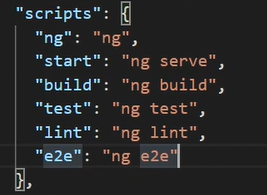 "scripts": {
"ng": "ng",
"start": "ng serve",
"build": "ng build",
"test": "ng test",
"lint": "ng lint",
"e2e": "ng e2e"
},